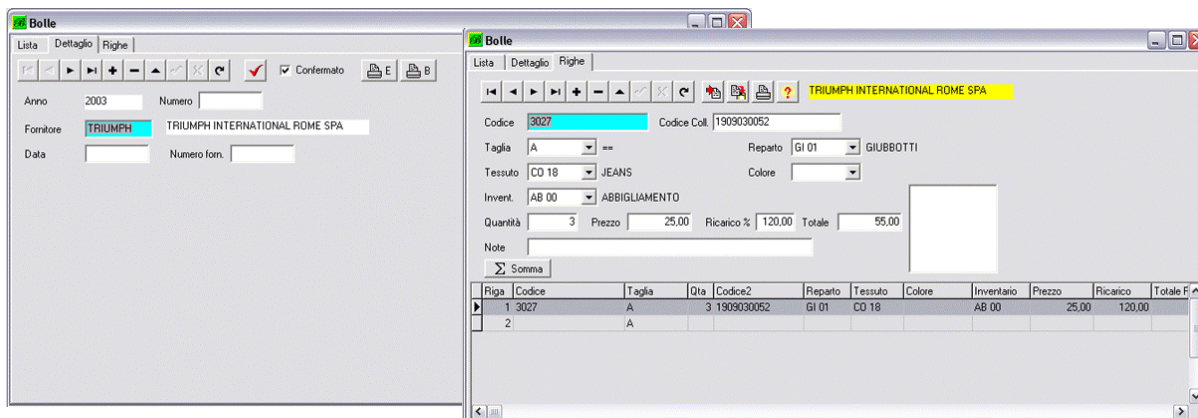 Bolle
Lista Dettaglio Righe
Confermato E B
Anno 2003 Numero
Fornitore TRIUMPH TRIUMPH INTERNATIONAL ROME SPA
Data Numero forn.
Bolle
Lista Dettaglio Righe
? TRIUMPH INTERNATIONAL ROME SPA
Codice 3027 Codice Coll. 1909030052
Taglia A == Reparto GI 01 GIUBBOTTI
Tessuto CO 18 JEANS Colore
Invent. AB 00 ABBIGLIAMENTO
Quantità 3 Prezzo 25,00 Ricarico % 120,00 Totale 55,00
Note
Σ Somma
Riga Codice Taglia Qta Codice2 Reparto Tessuto Colore Inventario Prezzo Ricarico Totale F
1 3027 A 3 1909030052 GI 01 CO 18 AB 00 25,00 120,00
2 A